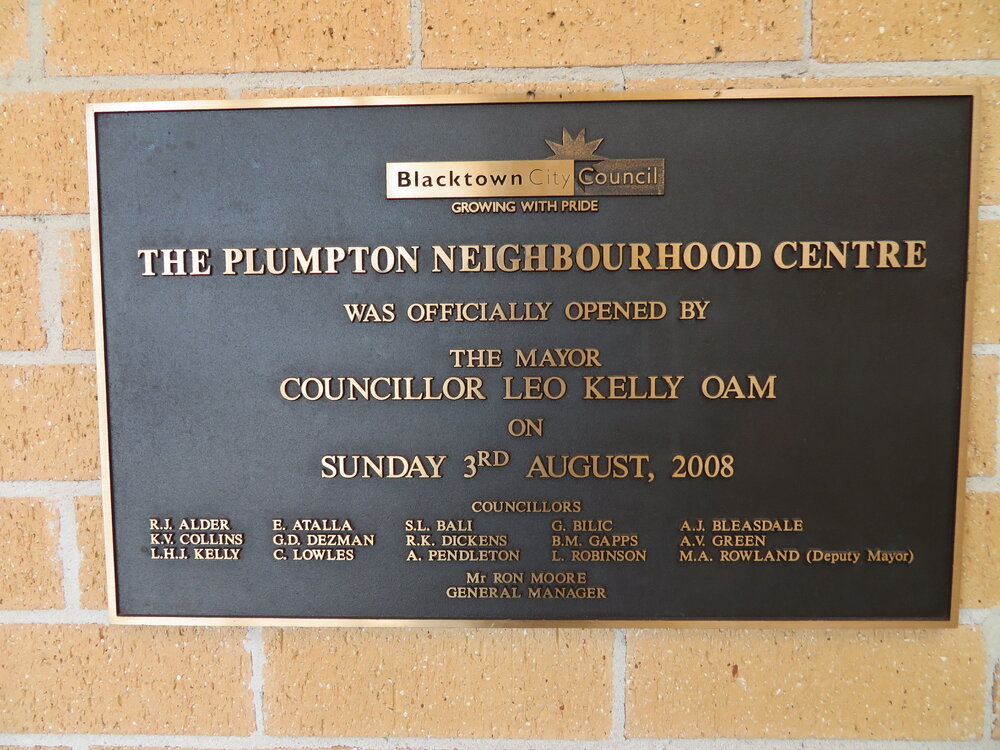 Blacktown City Council
GROWING WITH PRIDE
THE PLUMPTON NEIGHBOURHOOD CENTRE
WAS OFFICIALLY OPENED BY
THE MAYOR
COUNCILLOR LEO KELLY OAM
ON
SUNDAY 3RD AUGUST, 2008
COUNCILLORS
R.J. ALDER E. ATALLA S.L. BALI G. BILIC A.J. BLEASDALE
K.V. COLLINS G.D. DEZMAN R.K. DICKENS B.M. GAPPS A.V. GREEN
L.H.J. KELLY C. LOWLES A. PENDLETON L. ROBINSON M.A. ROWLAND (Deputy Mayor)
Mr RON MOORE
GENERAL MANAGER